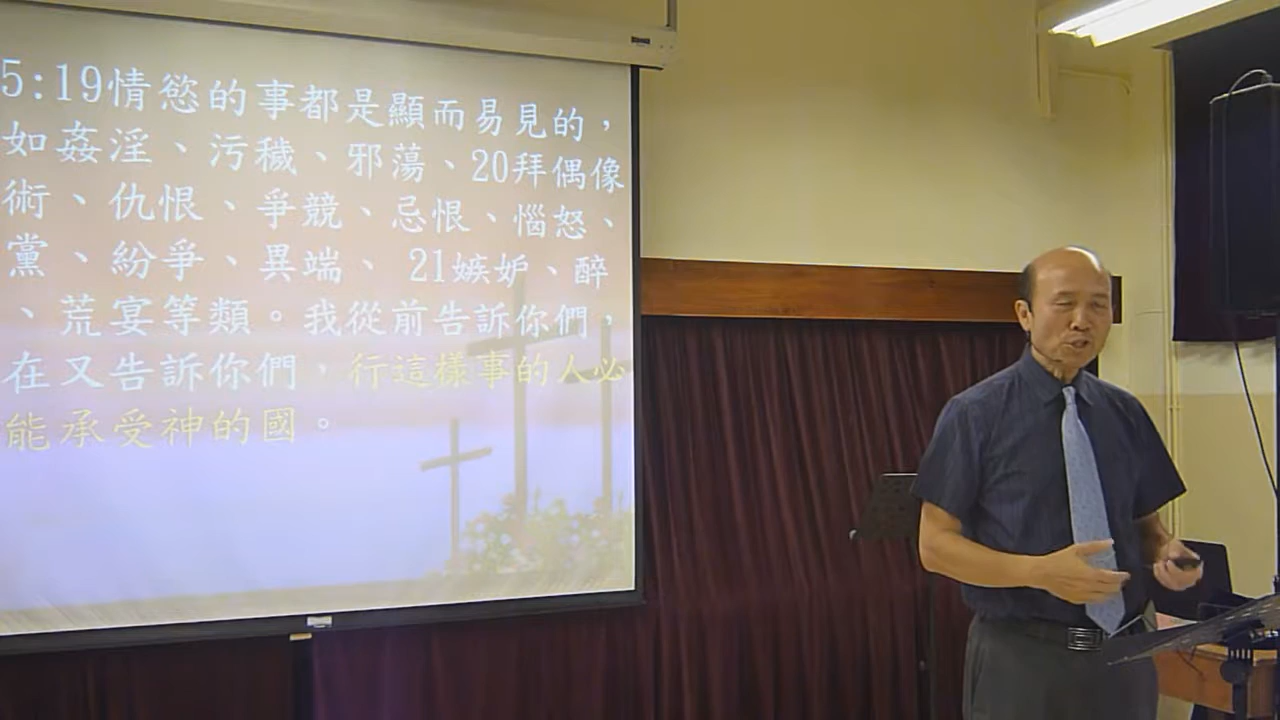 5:19情慾的事都是顯而易見的，
如姦淫、污穢、邪蕩、20拜偶像
術、仇恨、爭競、忌恨、惱怒、
黨、紛爭、異端、 21嫉妒、醉
、荒宴等類。我從前告訴你們，
在又告訴你們，行這樣事的人必
能承受神的國。